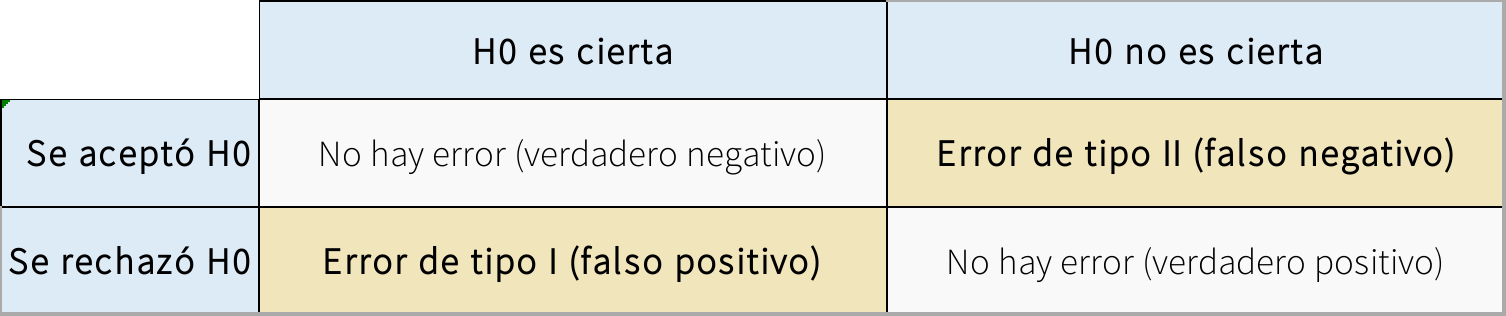 H0 es cierta
H0 no es cierta
Se aceptó H0
No hay error (verdadero negativo)
Error de tipo II (falso negativo)
Se rechazó H0
Error de tipo I (falso positivo)
No hay error (verdadero positivo)